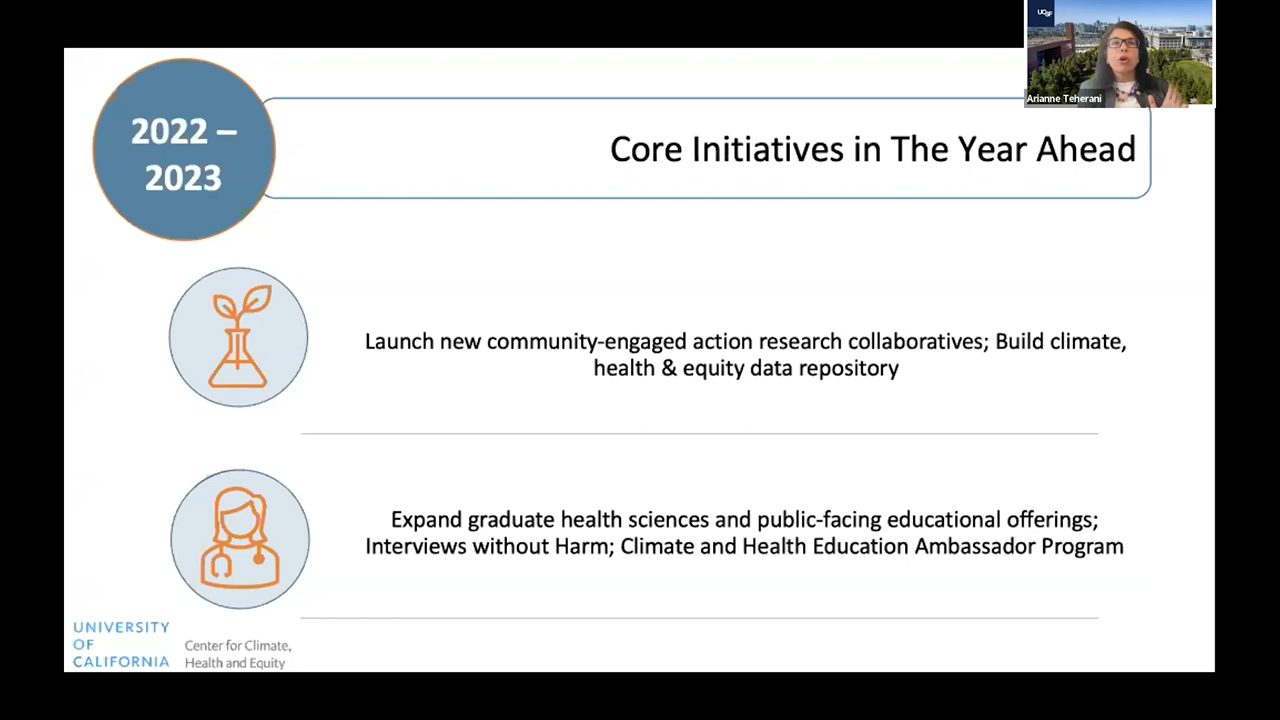 UCSF
Arianne Teherani
2022 –
2023
Core Initiatives in The Year Ahead
Launch new community-engaged action research collaboratives; Build climate,
health & equity data repository
Expand graduate health sciences and public-facing educational offerings;
Interviews without Harm; Climate and Health Education Ambassador Program
UNIVERSITY
OF
CALIFORNIA
Center for Climate,
Health and Equity